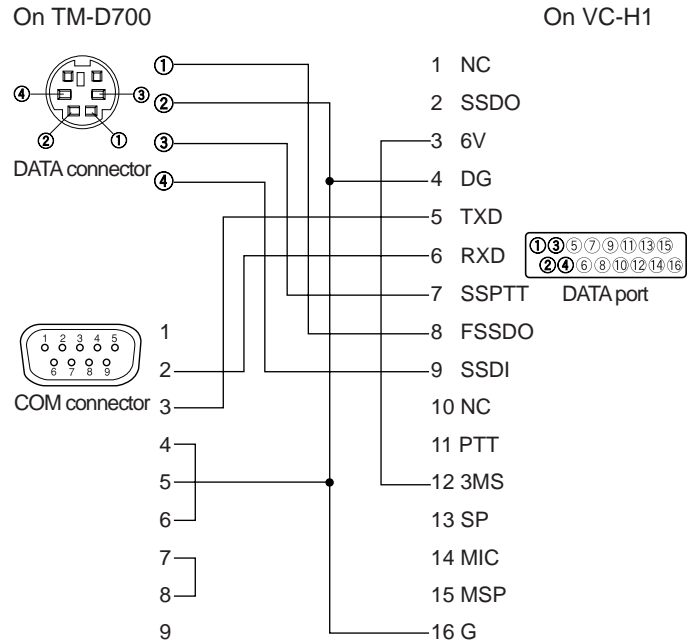 On TM-D700
On VC-H1
① ② ③ ④
④ ③
② ①
DATA connector
1 2 3 4 5
6 7 8 9
COM connector
1
2
3
4
5
6
7
8
9
1 NC
2 SSDO
3 6V
4 DG
5 TXD
6 RXD
7 SSPTT
8 FSSDO
9 SSDI
10 NC
11 PTT
12 3MS
13 SP
14 MIC
15 MSP
16 G
①③⑤⑦⑨⑪⑬⑮
②④⑥⑧⑩⑫⑭⑯
DATA port